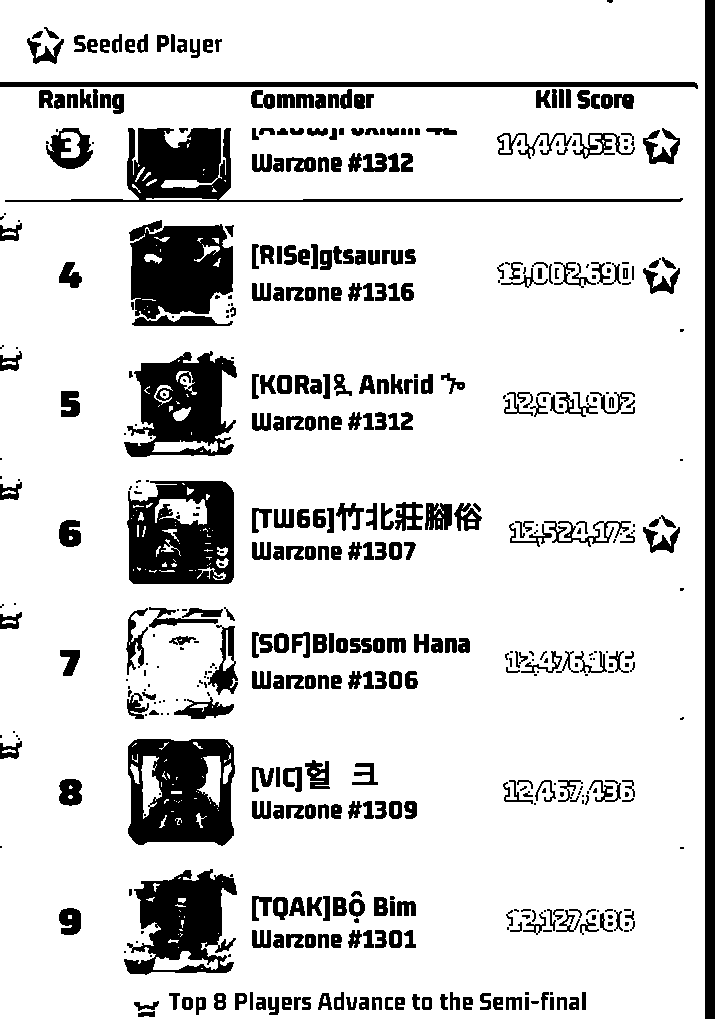 Seeded Player
Ranking Commander Kill Score
3 14,444,538
Warzone #1312
4 [RISe]gtsaurus 13,002,690
Warzone #1316
5 [KORa] Ankrid 12,961,902
Warzone #1312
6 [TW66]竹北莊腳俗 12,524,172
Warzone #1307
7 [SOF]Blossom Hana 12,476,166
Warzone #1306
8 [VIC]헐 크 12,467,436
Warzone #1309
9 [TQAK]Bộ Bim 12,127,986
Warzone #1301
Top 8 Players Advance to the Semi-final